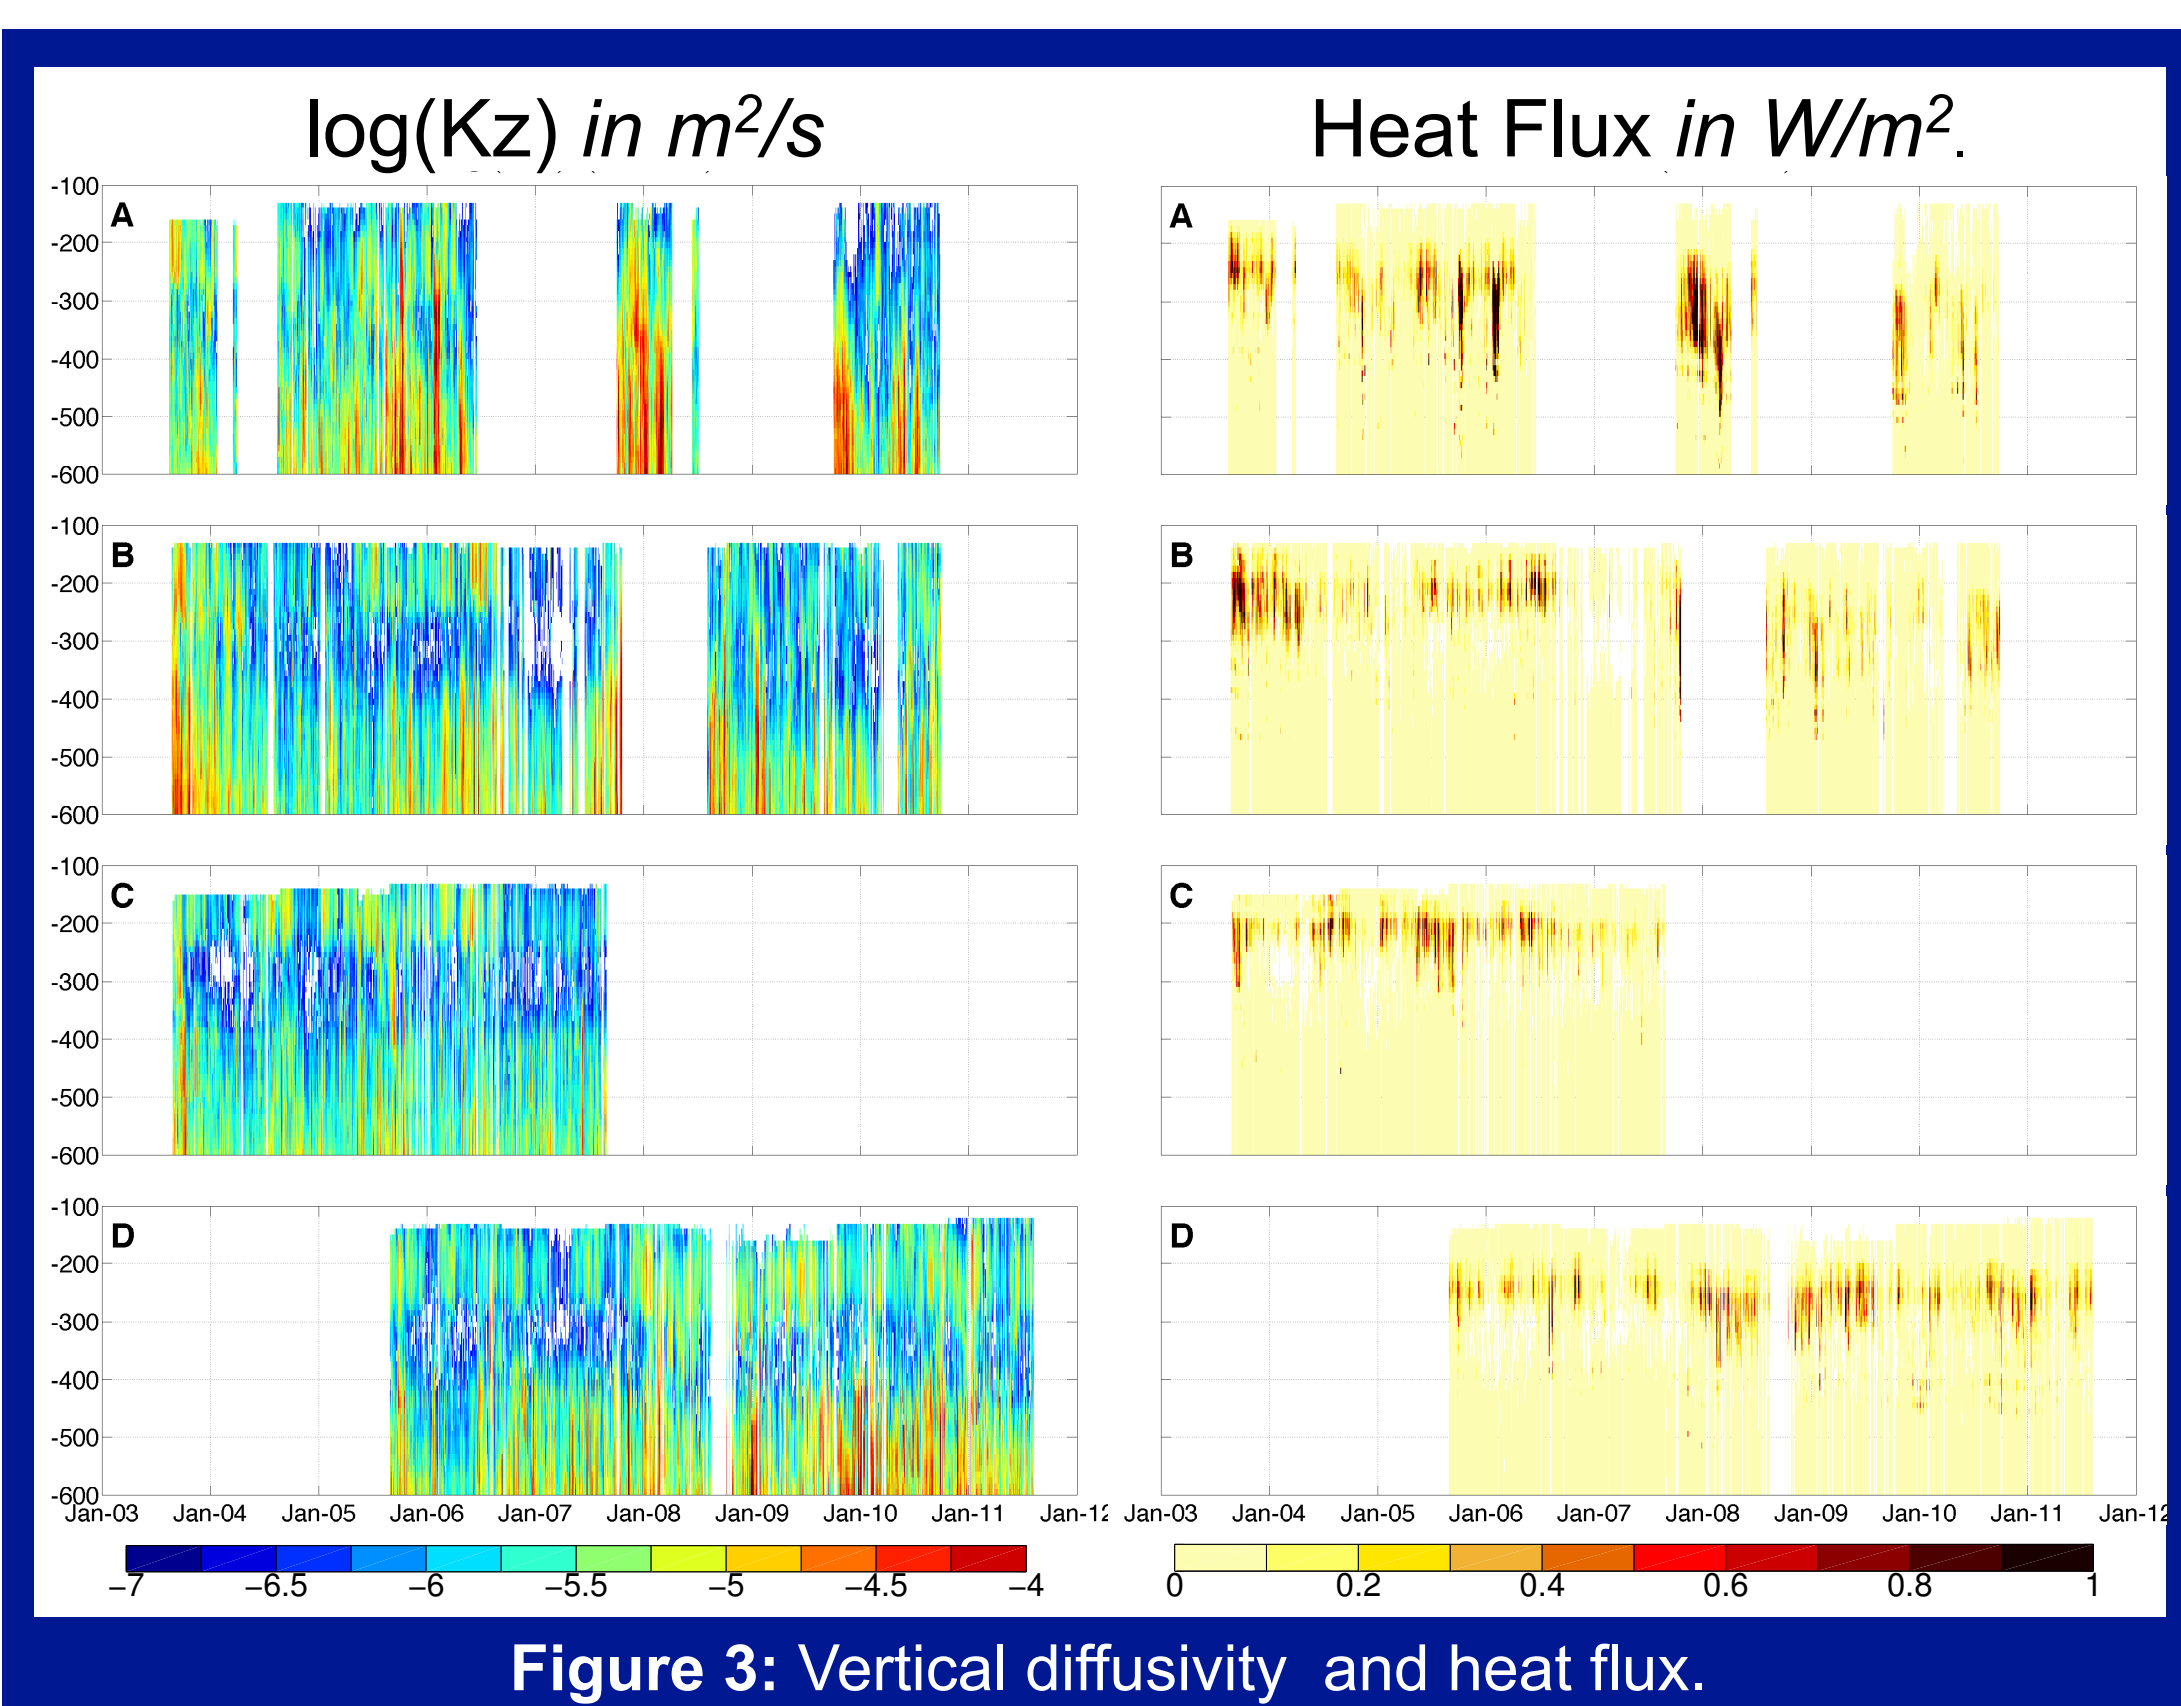 log(Kz) in m²/s
Heat Flux in W/m².
A
-100
-200
-300
-400
-500
-600
A
B
-100
-200
-300
-400
-500
-600
B
C
-100
-200
-300
-400
-500
-600
C
D
-100
-200
-300
-400
-500
-600
D
Jan-03 Jan-04 Jan-05 Jan-06 Jan-07 Jan-08 Jan-09 Jan-10 Jan-11 Jan-12
Jan-03 Jan-04 Jan-05 Jan-06 Jan-07 Jan-08 Jan-09 Jan-10 Jan-11 Jan-12
−7 −6.5 −6 −5.5 −5 −4.5 −4
0 0.2 0.4 0.6 0.8 1
Figure 3: Vertical diffusivity and heat flux.